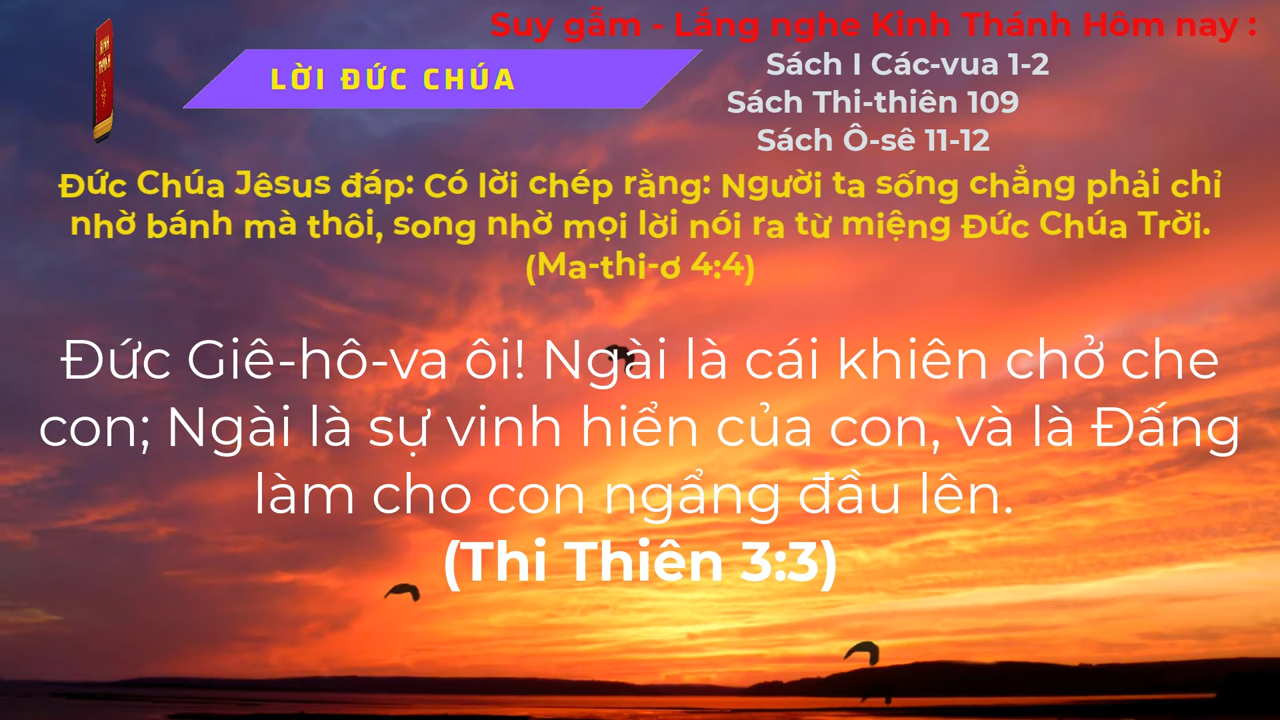 Suy gẫm - Lắng nghe Kinh Thánh Hôm nay :
LỜI ĐỨC CHÚA
Sách I Các-vua 1-2
Sách Thi-thiên 109
Sách Ô-sê 11-12
Đức Chúa Jêsus đáp: Có lời chép rằng: Người ta sống chẳng phải chỉ
nhờ bánh mà thôi, song nhờ mọi lời nói ra từ miệng Đức Chúa Trời.
(Ma-thi-ơ 4:4)
Đức Giê-hô-va ôi! Ngài là cái khiên chở che
con; Ngài là sự vinh hiển của con, và là Đấng
làm cho con ngẩng đầu lên.
(Thi Thiên 3:3)